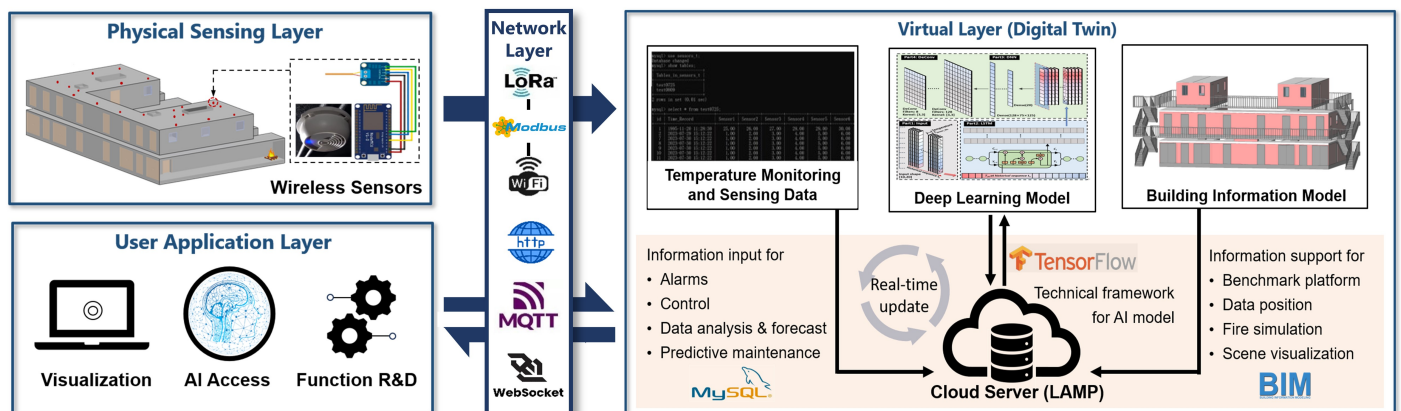 Physical Sensing Layer
Wireless Sensors
User Application Layer
Visualization
AI Access
Function R&D
Network
Layer
LoRa
Modbus
WiFi
http
MQTT
WebSocket
Virtual Layer (Digital Twin)
Temperature Monitoring
and Sensing Data
Deep Learning Model
Building Information Model
Information input for
• Alarms
• Control
• Data analysis & forecast
• Predictive maintenance
MySQL
Real-time
update
TensorFlow
Technical framework
for AI model
Cloud Server (LAMP)
Information support for
• Benchmark platform
• Data position
• Fire simulation
• Scene visualization
BIM